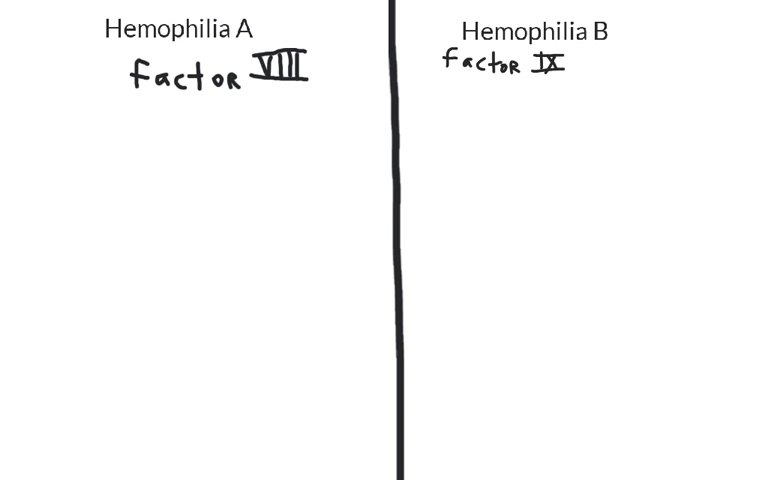 Hemophilia A
Factor VIII
Hemophilia B
Factor IX